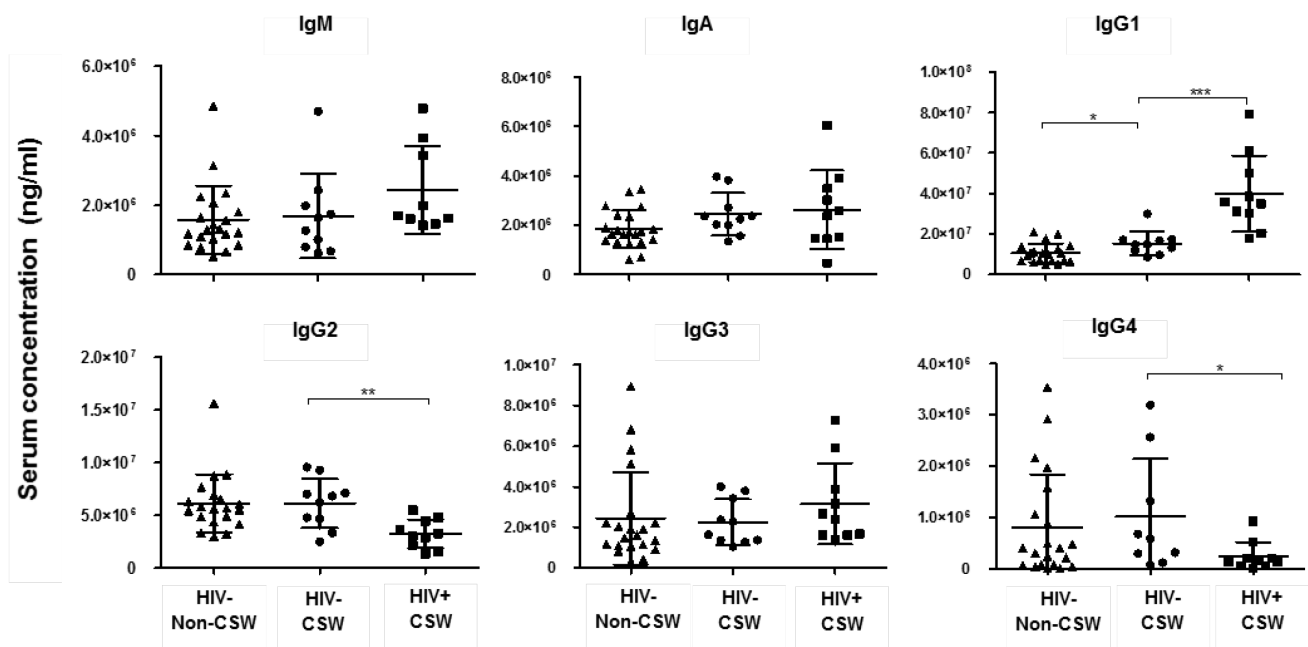 Serum concentration (ng/ml)
IgM
6.0×10⁶
4.0×10⁶
2.0×10⁶
0
IgA
8.0×10⁶
6.0×10⁶
4.0×10⁶
2.0×10⁶
0
IgG1
1.0×10⁸
8.0×10⁷
6.0×10⁷
4.0×10⁷
2.0×10⁷
0
*
***
IgG2
2.0×10⁷
1.5×10⁷
1.0×10⁷
5.0×10⁶
0
**
IgG3
1.0×10⁷
8.0×10⁶
6.0×10⁶
4.0×10⁶
2.0×10⁶
0
IgG4
4.0×10⁶
3.0×10⁶
2.0×10⁶
1.0×10⁶
0
*
HIV-
Non-CSW
HIV-
CSW
HIV+
CSW
HIV-
Non-CSW
HIV-
CSW
HIV+
CSW
HIV-
Non-CSW
HIV-
CSW
HIV+
CSW